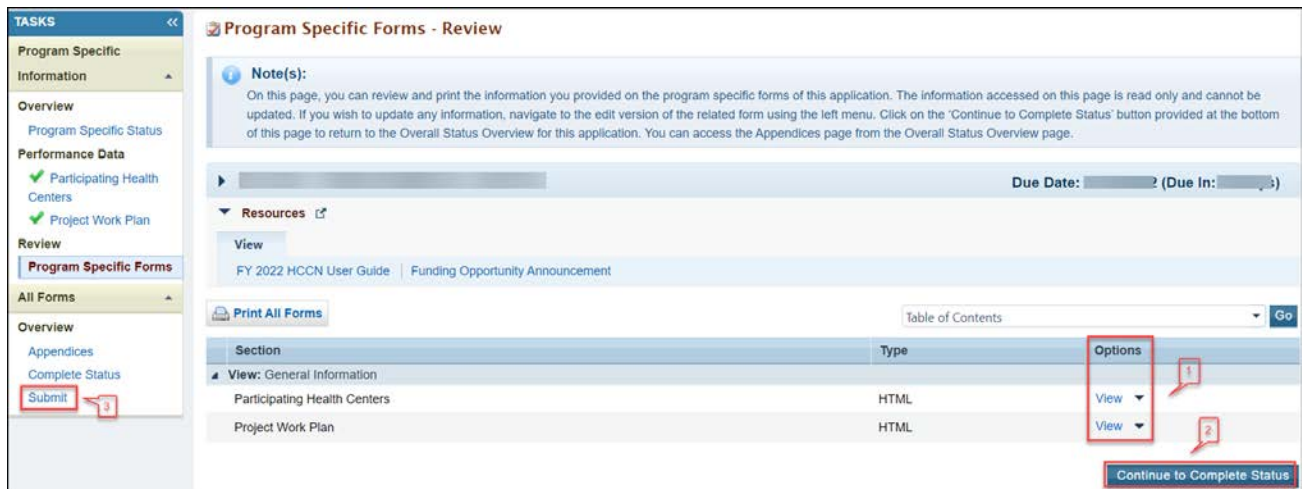 TASKS «
Program Specific
Information
Overview
Program Specific Status
Performance Data
Participating Health
Centers
Project Work Plan
Review
Program Specific Forms
All Forms
Overview
Appendices
Complete Status
Submit
3
Program Specific Forms - Review
Note(s):
On this page, you can review and print the information you provided on the program specific forms of this application. The information accessed on this page is read only and cannot be
updated. If you wish to update any information, navigate to the edit version of the related form using the left menu. Click on the 'Continue to Complete Status' button provided at the bottom
of this page to return to the Overall Status Overview for this application. You can access the Appendices page from the Overall Status Overview page.
Due Date: 2 (Due In: s)
Resources
View
FY 2022 HCCN User Guide | Funding Opportunity Announcement
Print All Forms
Table of Contents Go
Section Type Options
View: General Information
1
Participating Health Centers HTML View
Project Work Plan HTML View
2
Continue to Complete Status